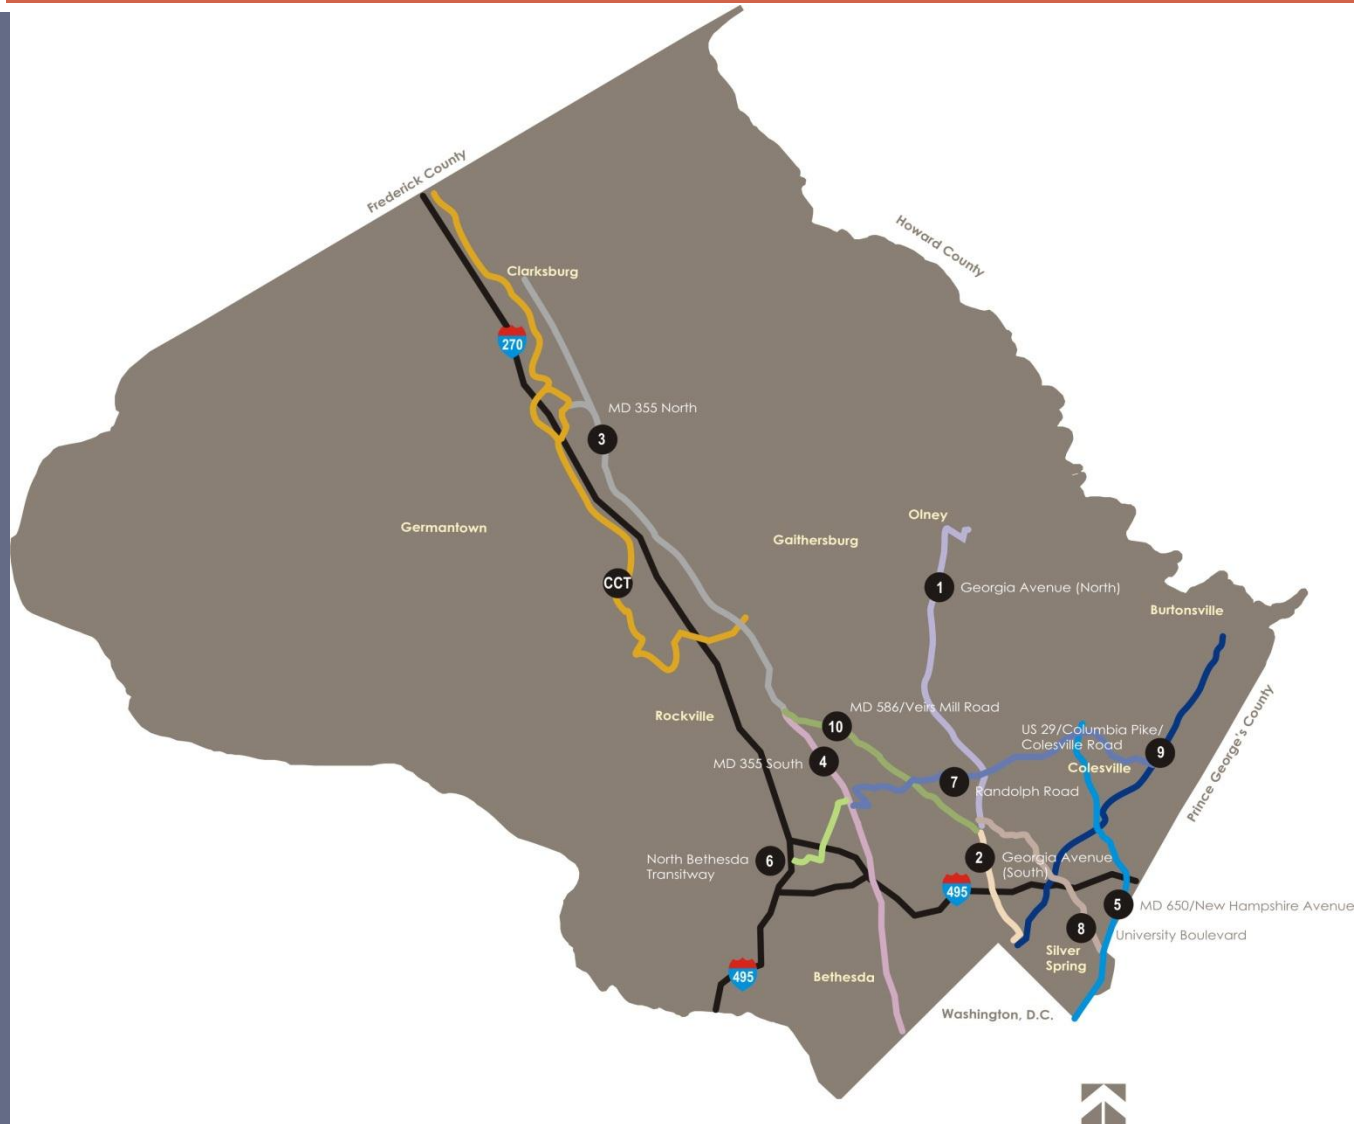 Frederick County
Howard County
Clarksburg
270
MD 355 North
3
Olney
Germantown
Gaithersburg
CCT
1
Georgia Avenue (North)
Burtonsville
Prince George's County
Rockville
MD 586/Veirs Mill Road
10
US 29/Columbia Pike/
Colesville Road
9
MD 355 South
4
Colesville
7
Randolph Road
North Bethesda
Transitway
6
2
Georgia Avenue
(South)
495
5
MD 650/New Hampshire Avenue
8
University Boulevard
Silver
Spring
495
Bethesda
Washington, D.C.